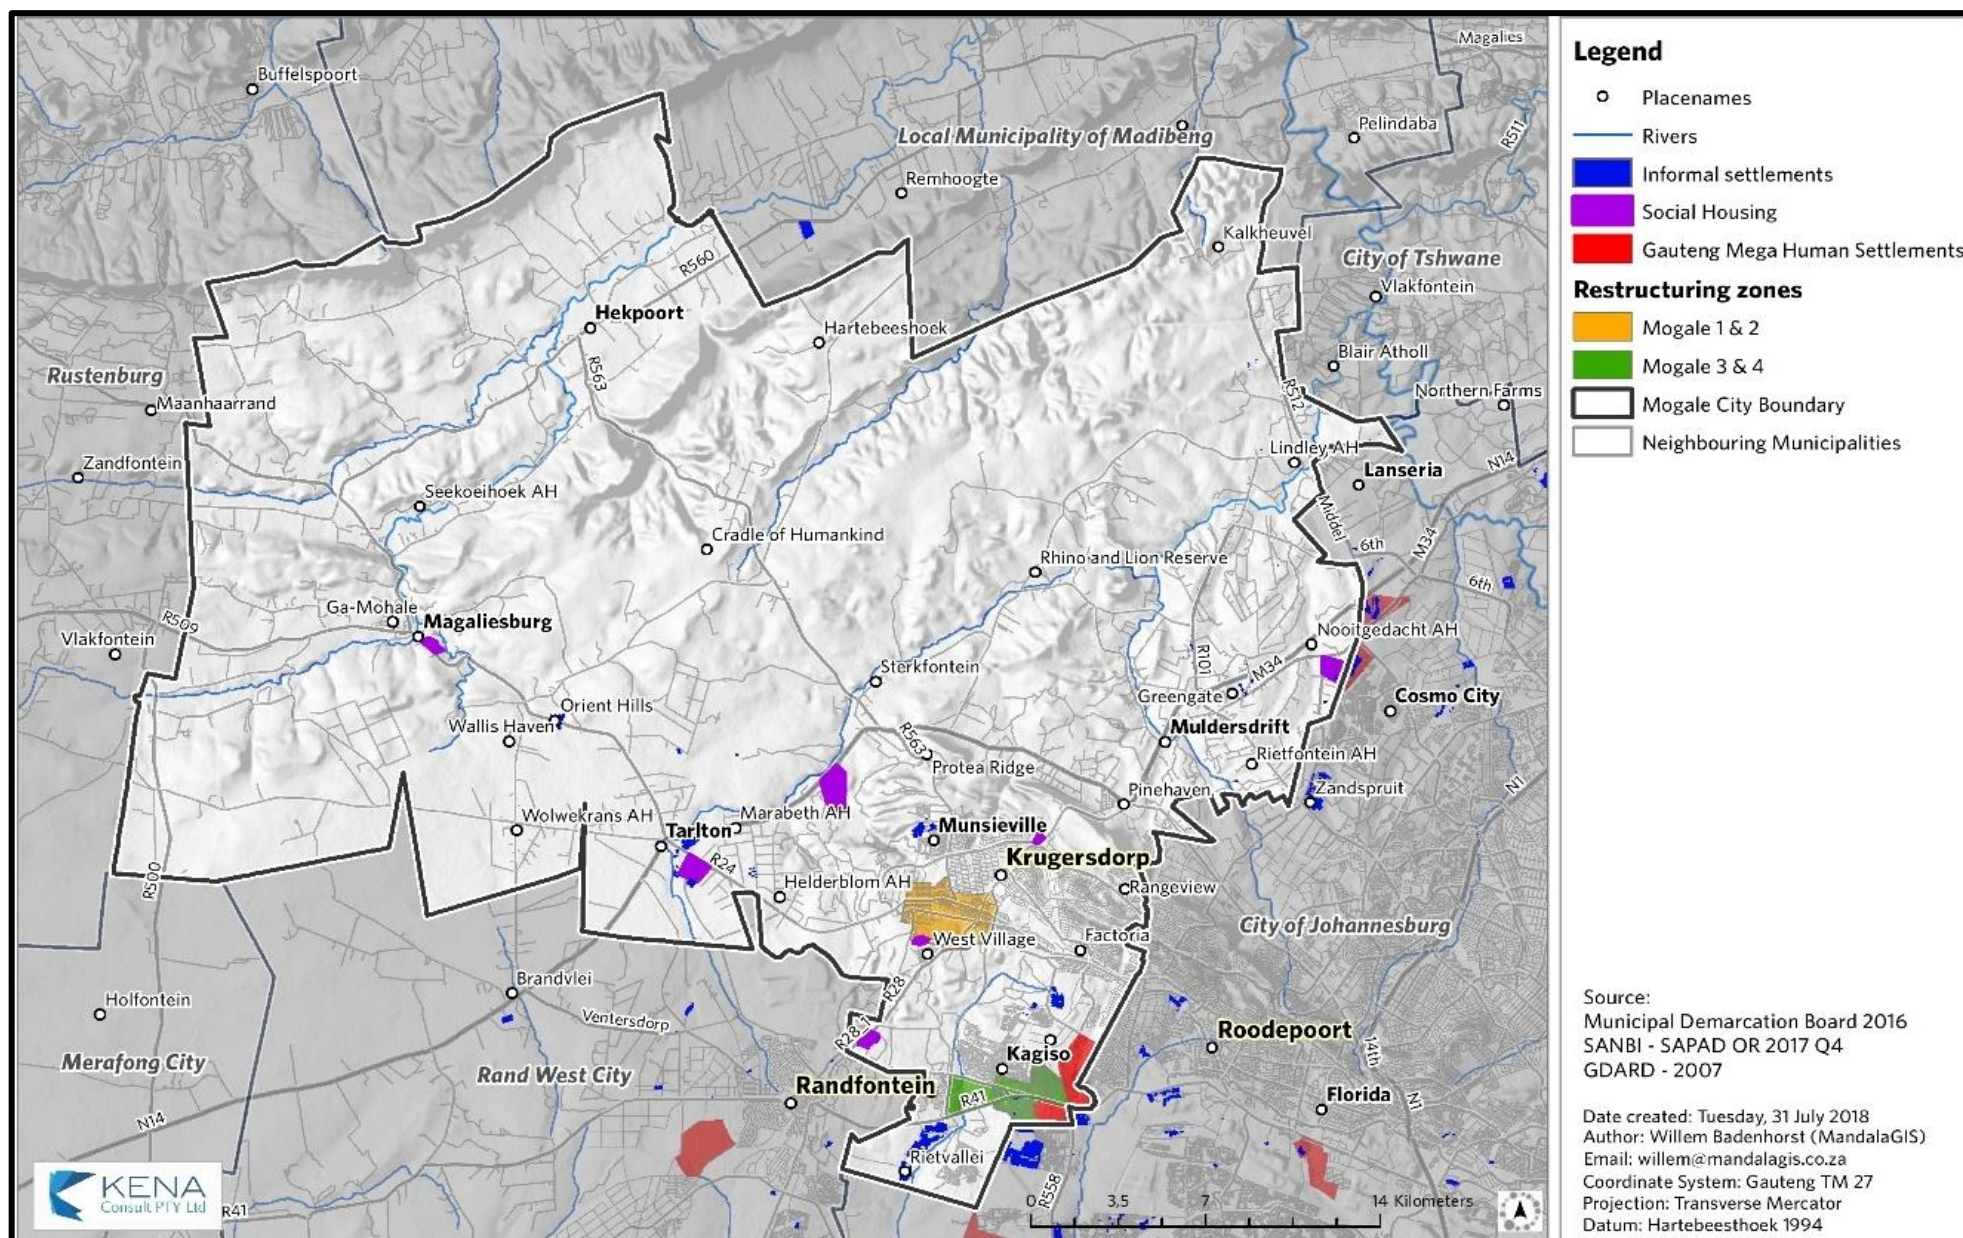 Buffelspoort
Magalies
Local Municipality of Madibeng
Pelindaba
R511
Remhoogte
Kalkheuvel
City of Tshwane
R560
Vlakfontein
Hekpoort
Hartebeeshoek
Blair Atholl
Rustenburg
R563
Maanhaarrand
R512
Northern Farms
Zandfontein
Lindley AH
Lanseria
N14
Seekoeihoek AH
Middel
Cradle of Humankind
6th
M34
Rhino and Lion Reserve
6th
Ga-Mohale
Magaliesburg
R509
Vlakfontein
Nooitgedacht AH
Sterkfontein
R101
M34
Greengate
Cosmo City
Orient Hills
Wallis Haven
Muldersdrift
R563
Protea Ridge
Rietfontein AH
Pinehaven
Zandspruit
N1
Wolwekrans AH
Marabeth AH
Tarlton
Munsieville
R24
Krugersdorp
R500
Helderblom AH
Rangeview
City of Johannesburg
West Village
Factoria
Brandvlei
R28
Holfontein
Ventersdorp
R28_1
Roodepoort
14th
Merafong City
Rand West City
Kagiso
Randfontein
R41
Florida
N1
N14
Rietvallei
R558
R41
KENA
Consult PTY Ltd
0 3,5 7 14 Kilometers
Legend
Placenames
Rivers
Informal settlements
Social Housing
Gauteng Mega Human Settlements
Restructuring zones
Mogale 1 & 2
Mogale 3 & 4
Mogale City Boundary
Neighbouring Municipalities
Source:
Municipal Demarcation Board 2016
SANBI - SAPAD OR 2017 Q4
GDARD - 2007
Date created: Tuesday, 31 July 2018
Author: Willem Badenhorst (MandalaGIS)
Email: willem@mandalagis.co.za
Coordinate System: Gauteng TM 27
Projection: Transverse Mercator
Datum: Hartebeesthoek 1994